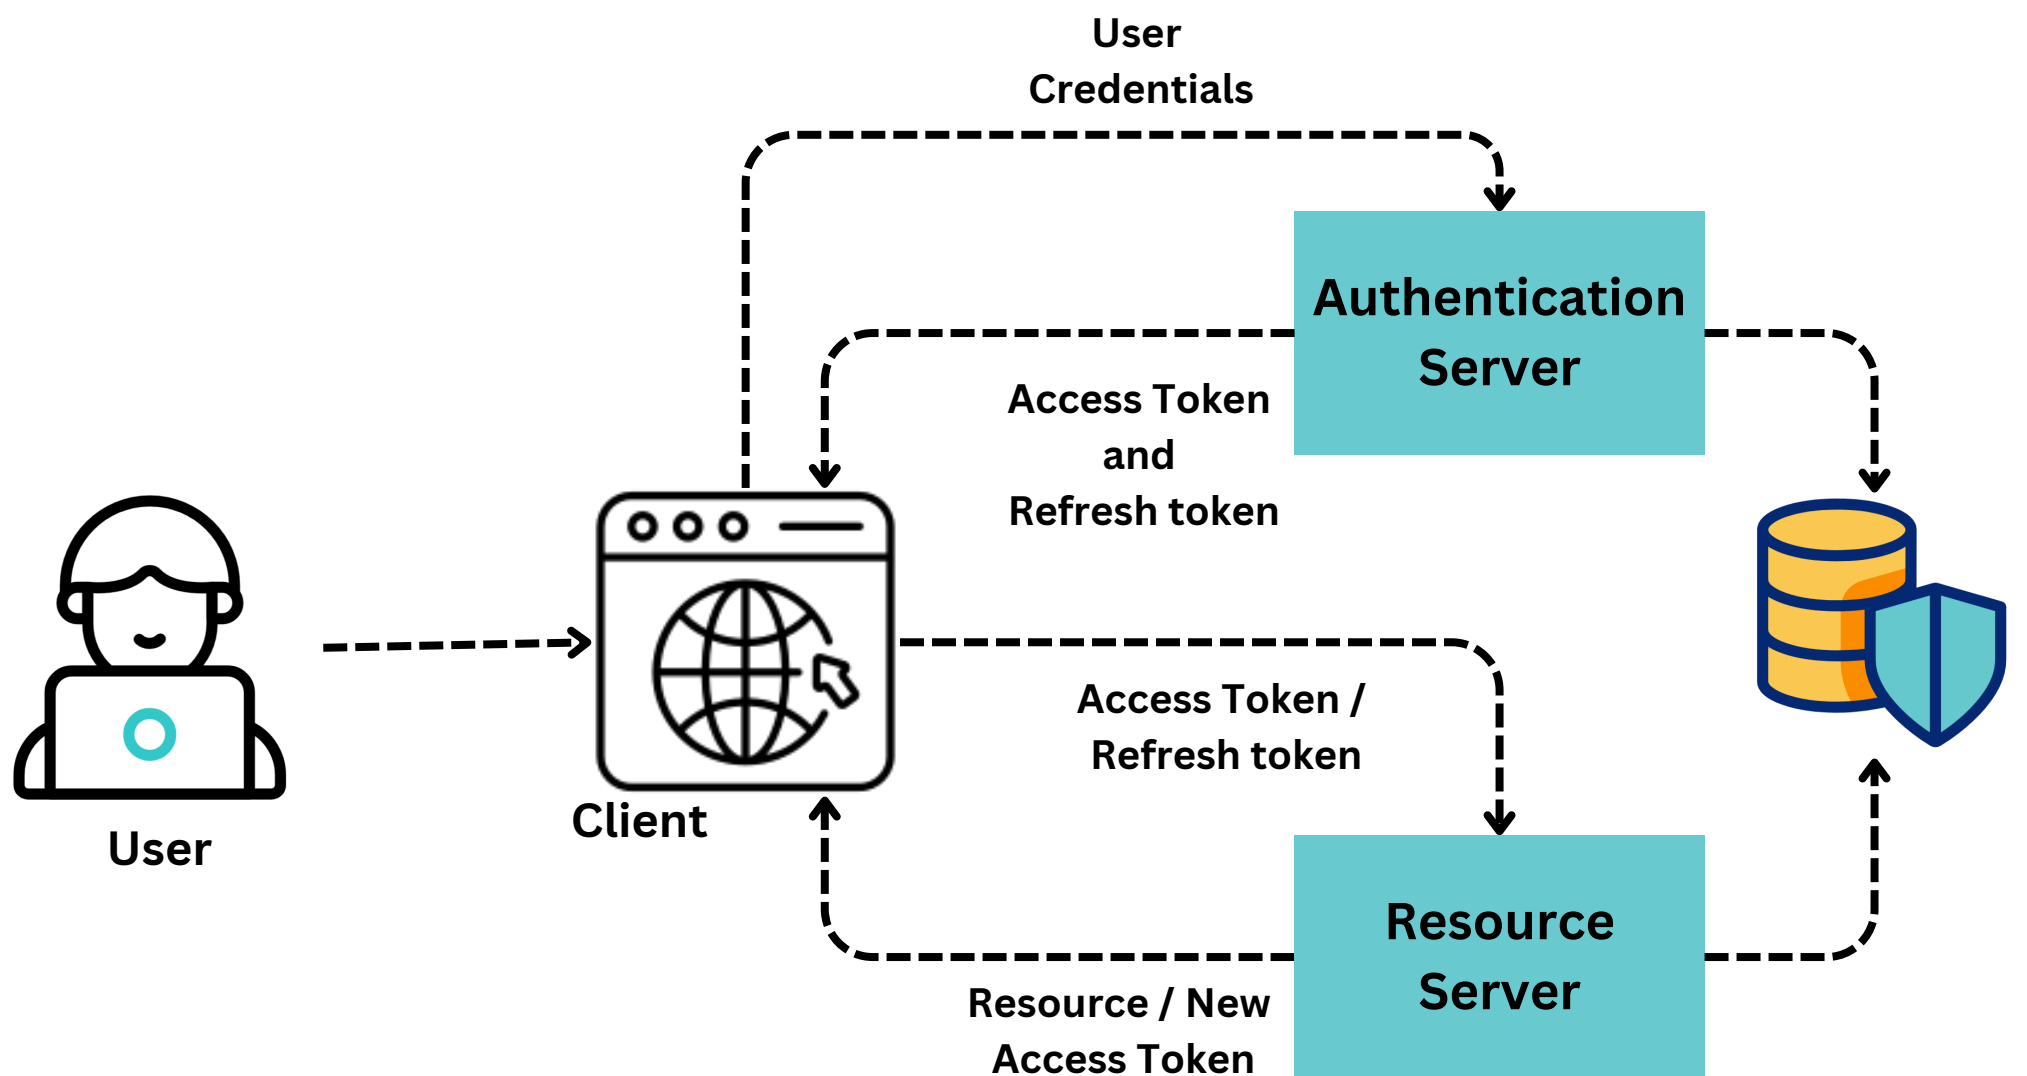 User
Credentials
Authentication
Server
Access Token
and
Refresh token
User
Client
Access Token /
Refresh token
Resource
Server
Resource / New
Access Token